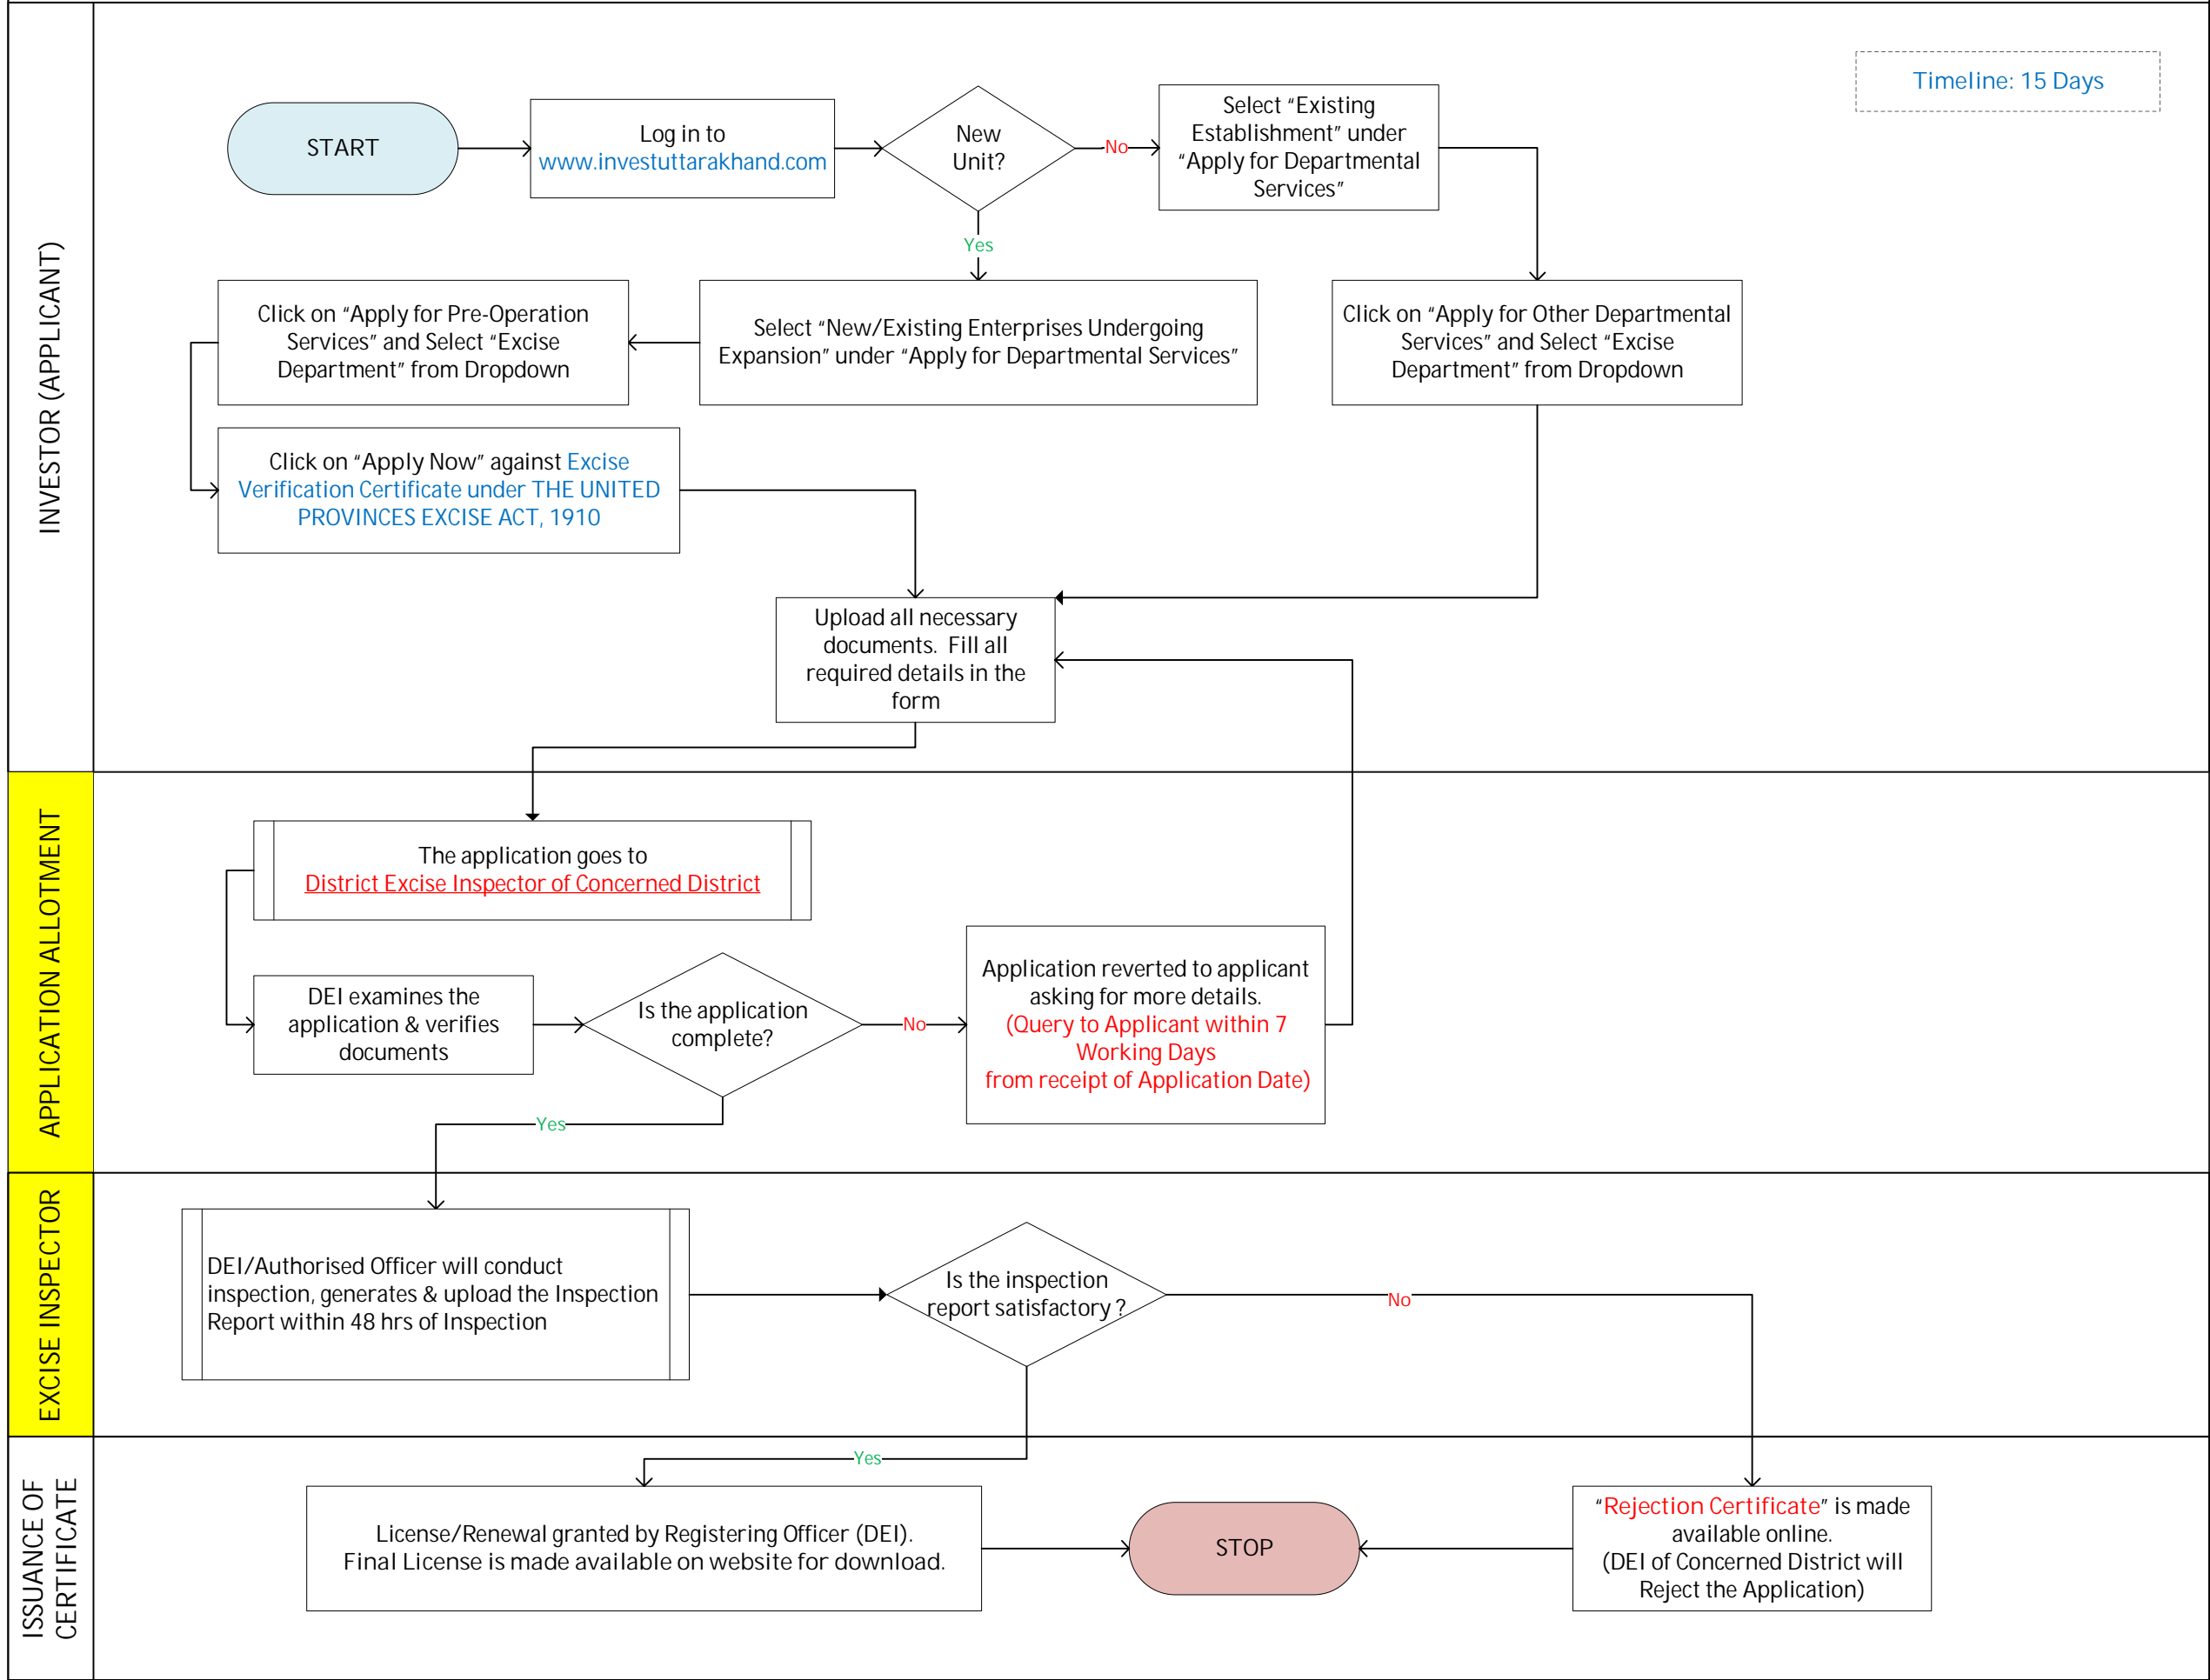 INVESTOR (APPLICANT)
Timeline: 15 Days
START
Log in to
www.investuttarakhand.com
New
Unit?
No
Select “Existing
Establishment” under
“Apply for Departmental
Services”
Yes
Click on “Apply for Pre-Operation
Services” and Select “Excise
Department” from Dropdown
Select “New/Existing Enterprises Undergoing
Expansion” under “Apply for Departmental Services”
Click on “Apply for Other Departmental
Services” and Select “Excise
Department” from Dropdown
Click on “Apply Now” against Excise
Verification Certificate under THE UNITED
PROVINCES EXCISE ACT, 1910
Upload all necessary
documents. Fill all
required details in the
form
APPLICATION ALLOTMENT
The application goes to
District Excise Inspector of Concerned District
DEI examines the
application & verifies
documents
Is the application
complete?
No
Application reverted to applicant
asking for more details.
(Query to Applicant within 7
Working Days
from receipt of Application Date)
Yes
EXCISE INSPECTOR
DEI/Authorised Officer will conduct
inspection, generates & upload the Inspection
Report within 48 hrs of Inspection
Is the inspection
report satisfactory ?
No
ISSUANCE OF
CERTIFICATE
Yes
License/Renewal granted by Registering Officer (DEI).
Final License is made available on website for download.
STOP
“Rejection Certificate” is made
available online.
(DEI of Concerned District will
Reject the Application)